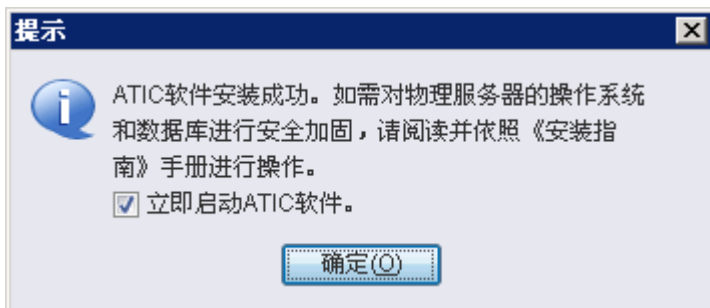 提示
ATIC软件安装成功。如需对物理服务器的操作系统
和数据库进行安全加固，请阅读并依照《安装指
南》手册进行操作。
立即启动ATIC软件。
确定(O)